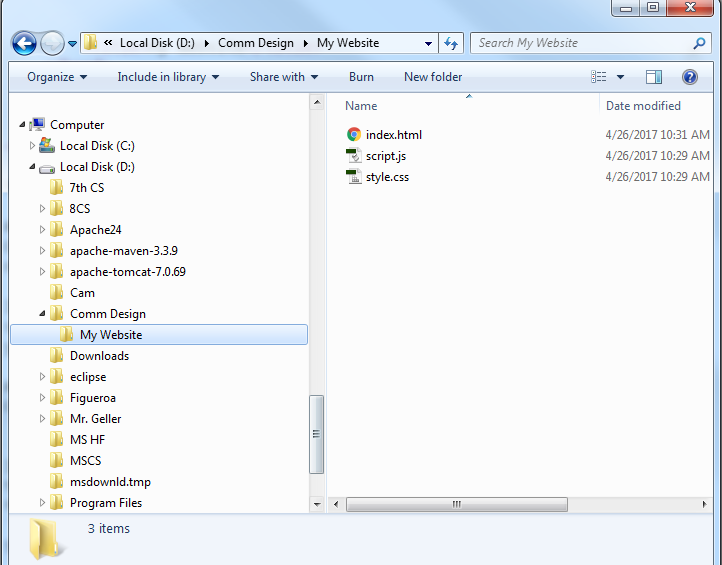 « Local Disk (D:) Comm Design My Website Search My Website
Organize Include in library Share with Burn New folder
Name Date modified
Computer
Local Disk (C:)
Local Disk (D:)
7th CS
8CS
Apache24
apache-maven-3.3.9
apache-tomcat-7.0.69
Cam
Comm Design
My Website
Downloads
eclipse
Figueroa
Mr. Geller
MS HF
MSCS
msdownld.tmp
Program Files
index.html 4/26/2017 10:31 AM
script.js 4/26/2017 10:29 AM
style.css 4/26/2017 10:29 AM
3 items